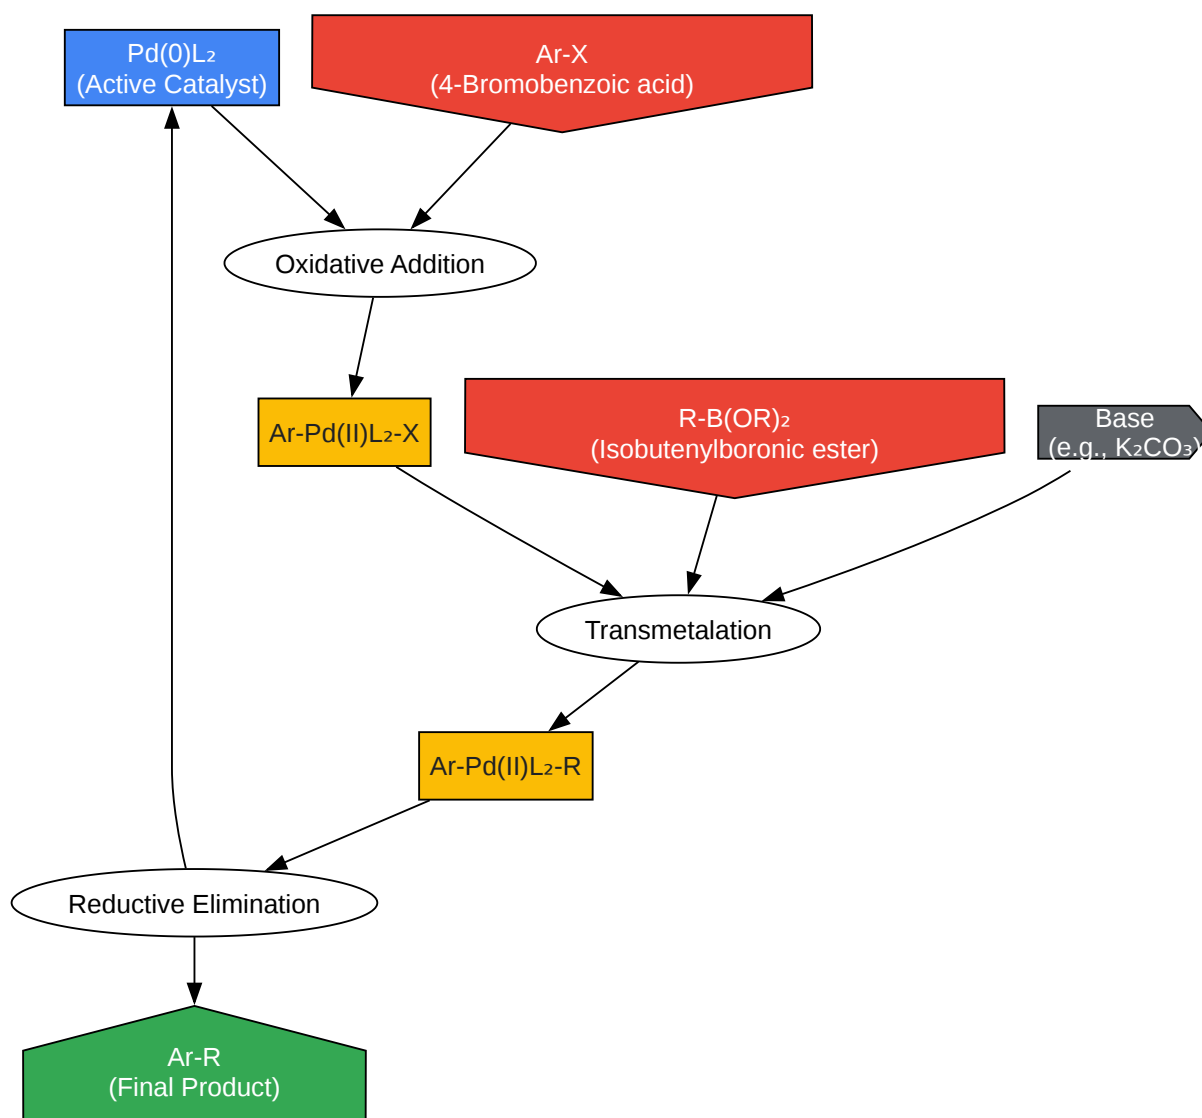 Pd(0)L₂
(Active Catalyst)
Ar-X
(4-Bromobenzoic acid)
Oxidative Addition
Ar-Pd(II)L₂-X
R-B(OR)₂
(Isobutenylboronic ester)
Base
(e.g., K₂CO₃)
Transmetalation
Ar-Pd(II)L₂-R
Reductive Elimination
Ar-R
(Final Product)